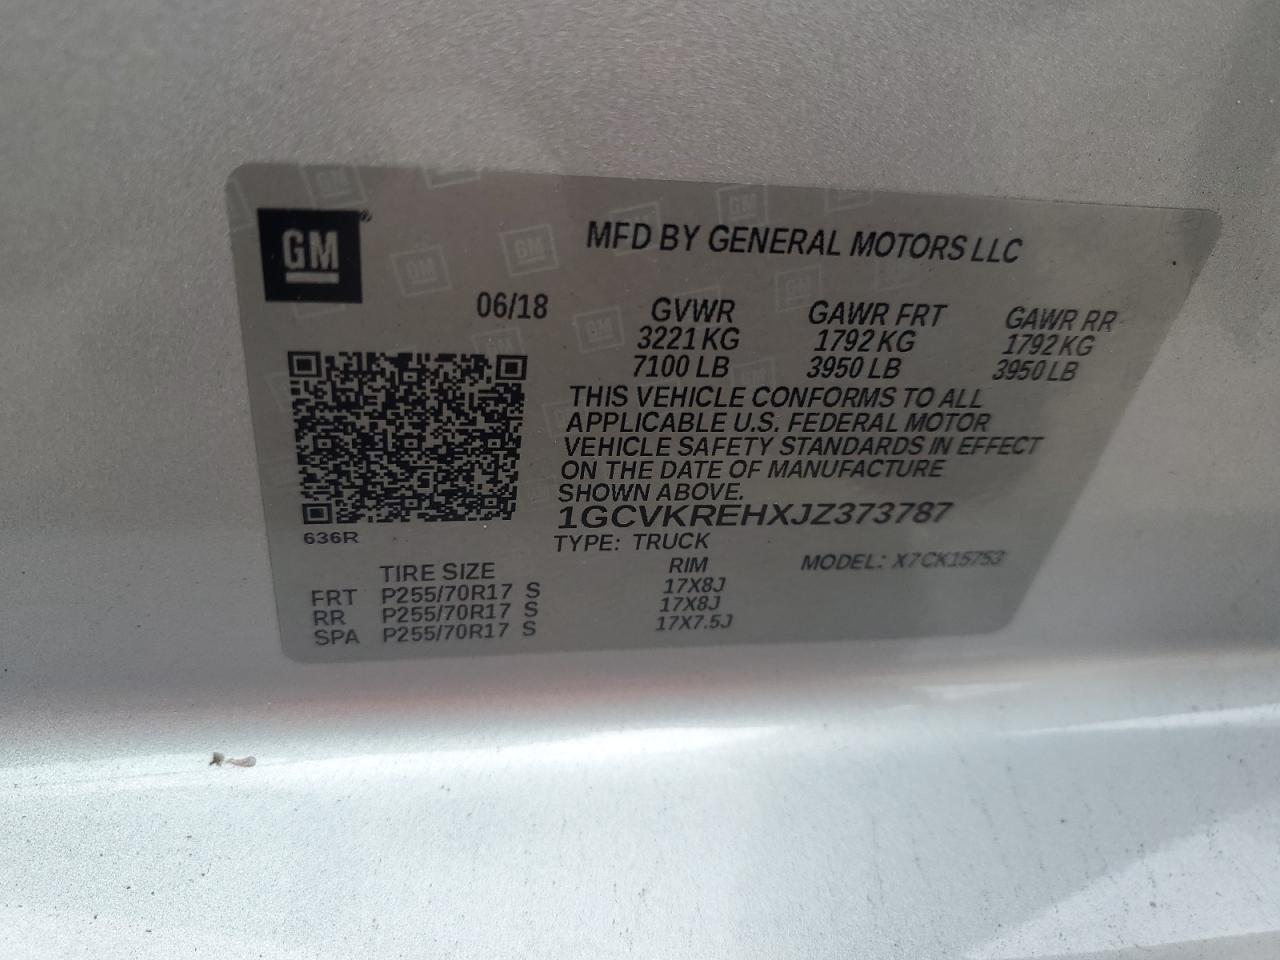 GM
MFD BY GENERAL MOTORS LLC
06/18 GVWR GAWR FRT GAWR RR
3221 KG 1792 KG 1792 KG
7100 LB 3950 LB 3950 LB
THIS VEHICLE CONFORMS TO ALL
APPLICABLE U.S. FEDERAL MOTOR
VEHICLE SAFETY STANDARDS IN EFFECT
ON THE DATE OF MANUFACTURE
SHOWN ABOVE.
1GCVKREHXJZ373787
636R
TYPE: TRUCK
TIRE SIZE RIM MODEL: X7CK15753
FRT P255/70R17 S 17X8J
RR P255/70R17 S 17X8J
SPA P255/70R17 S 17X7.5J